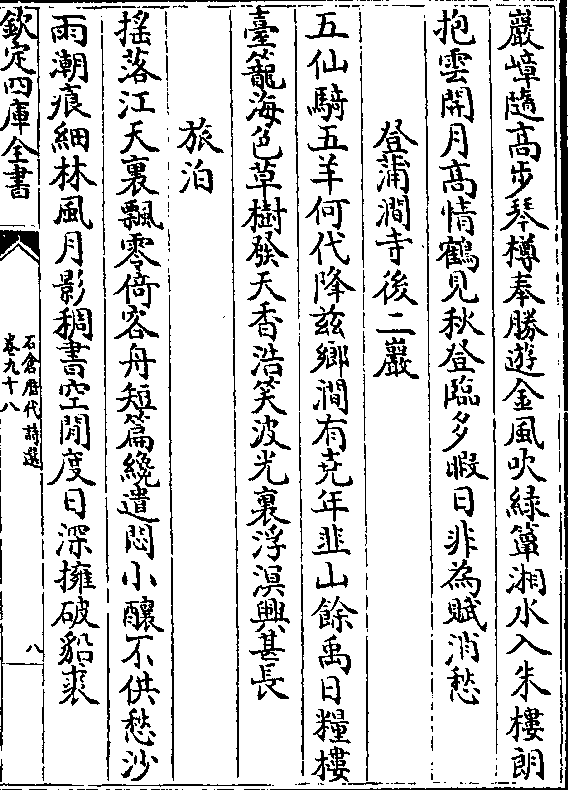 巖嶂隨高步琴樽奉勝遊金風吹緑簟湘水入朱樓朗
抱雲開月高情鶴見秋登臨多暇日非為賦消愁
登蒲澗寺後二巖
五仙騎五羊何代降兹鄉澗有尭年韭山餘禹日糧樓
臺籠海色草樹發天香浩笑波光裏浮溟興甚長
旅泊
揺落江天裏飄零倚客舟短篇纔遣悶小釀不供愁沙
雨潮痕細林風月影稠書空閒度日深擁破貂裘
欽定四庫全書
石倉歴代詩選
巻九十八
八